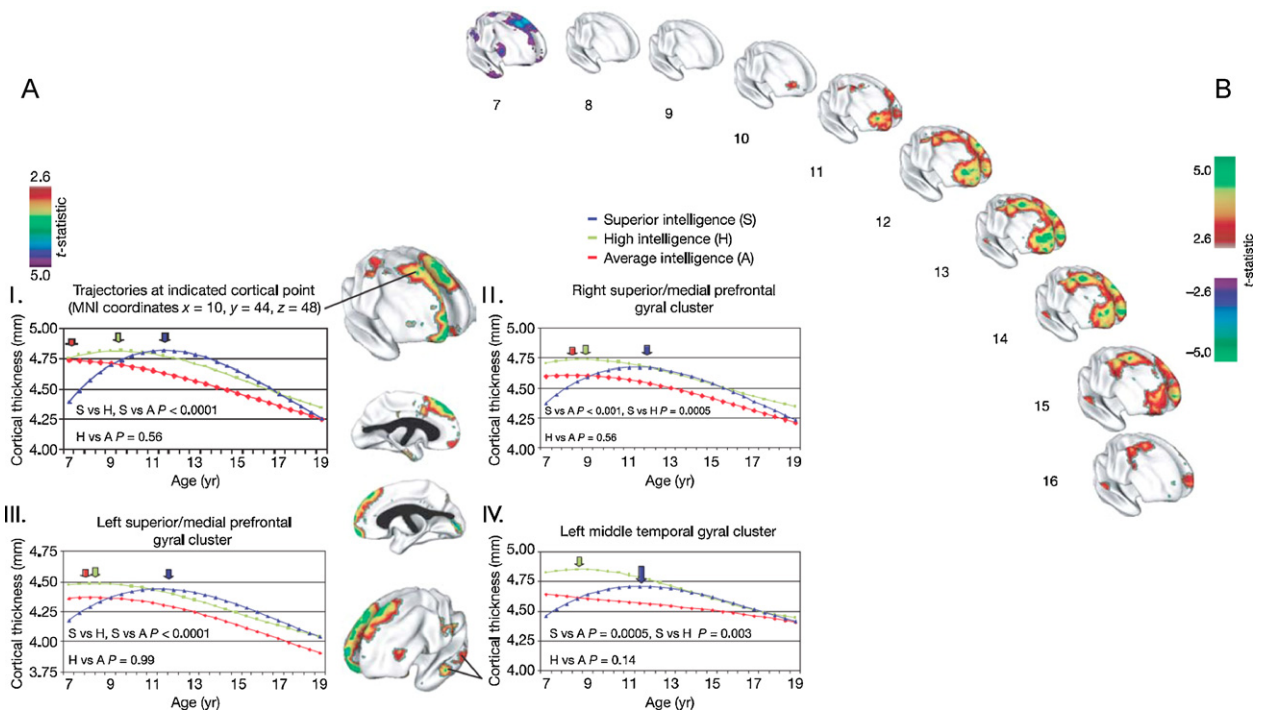 A
B
7
8
9
10
11
12
13
14
15
16
2.6
t-statistic
5.0
5.0
2.6
−2.6
−5.0
t-statistic
Superior intelligence (S)
High intelligence (H)
Average intelligence (A)
I.
Trajectories at indicated cortical point
(MNI coordinates x = 10, y = 44, z = 48)
Cortical thickness (mm)
5.00
4.75
4.50
4.25
4.00
S vs H, S vs A P < 0.0001
H vs A P = 0.56
7 9 11 13 15 17 19
Age (yr)
II.
Right superior/medial prefrontal
gyral cluster
Cortical thickness (mm)
5.00
4.75
4.50
4.25
4.00
S vs A P < 0.001, S vs H P = 0.0005
H vs A P = 0.56
7 9 11 13 15 17 19
Age (yr)
III.
Left superior/medial prefrontal
gyral cluster
Cortical thickness (mm)
4.75
4.50
4.25
4.00
3.75
S vs H, S vs A P < 0.0001
H vs A P = 0.99
7 9 11 13 15 17 19
Age (yr)
IV.
Left middle temporal gyral cluster
Cortical thickness (mm)
5.00
4.75
4.50
4.25
4.00
S vs A P = 0.0005, S vs H P = 0.003
H vs A P = 0.14
7 9 11 13 15 17 19
Age (yr)